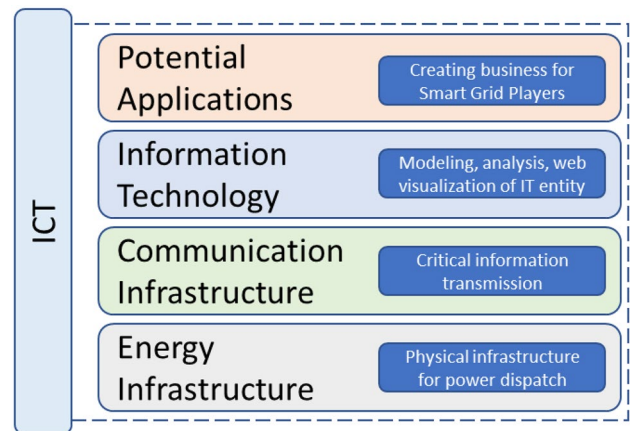 ICT
Potential
Applications
Creating business for
Smart Grid Players
Information
Technology
Modeling, analysis, web
visualization of IT entity
Communication
Infrastructure
Critical information
transmission
Energy
Infrastructure
Physical infrastructure
for power dispatch